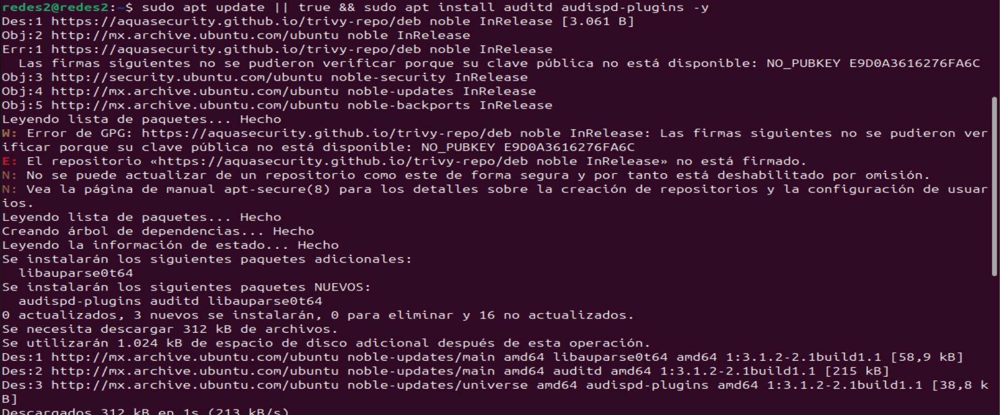 redes2@redes2:~$ sudo apt update || true && sudo apt install auditd audispd-plugins -y
Des:1 https://aquasecurity.github.io/trivy-repo/deb noble InRelease [3.061 B]
Obj:2 http://mx.archive.ubuntu.com/ubuntu noble InRelease
Err:1 https://aquasecurity.github.io/trivy-repo/deb noble InRelease
  Las firmas siguientes no se pudieron verificar porque su clave pública no está disponible: NO_PUBKEY E9D0A3616276FA6C
Obj:3 http://security.ubuntu.com/ubuntu noble-security InRelease
Obj:4 http://mx.archive.ubuntu.com/ubuntu noble-updates InRelease
Obj:5 http://mx.archive.ubuntu.com/ubuntu noble-backports InRelease
Leyendo lista de paquetes... Hecho
W: Error de GPG: https://aquasecurity.github.io/trivy-repo/deb noble InRelease: Las firmas siguientes no se pudieron ver
ificar porque su clave pública no está disponible: NO_PUBKEY E9D0A3616276FA6C
E: El repositorio «https://aquasecurity.github.io/trivy-repo/deb noble InRelease» no está firmado.
N: No se puede actualizar de un repositorio como este de forma segura y por tanto está deshabilitado por omisión.
N: Vea la página de manual apt-secure(8) para los detalles sobre la creación de repositorios y la configuración de usuar
ios.
Leyendo lista de paquetes... Hecho
Creando árbol de dependencias... Hecho
Leyendo la información de estado... Hecho
Se instalarán los siguientes paquetes adicionales:
  libauparse0t64
Se instalarán los siguientes paquetes NUEVOS:
  audispd-plugins auditd libauparse0t64
0 actualizados, 3 nuevos se instalarán, 0 para eliminar y 16 no actualizados.
Se necesita descargar 312 kB de archivos.
Se utilizarán 1.024 kB de espacio de disco adicional después de esta operación.
Des:1 http://mx.archive.ubuntu.com/ubuntu noble-updates/main amd64 libauparse0t64 amd64 1:3.1.2-2.1build1.1 [58,9 kB]
Des:2 http://mx.archive.ubuntu.com/ubuntu noble-updates/main amd64 auditd amd64 1:3.1.2-2.1build1.1 [215 kB]
Des:3 http://mx.archive.ubuntu.com/ubuntu noble-updates/universe amd64 audispd-plugins amd64 1:3.1.2-2.1build1.1 [38,8 k
B]
Descargados 312 kB en 1s (213 kB/s)